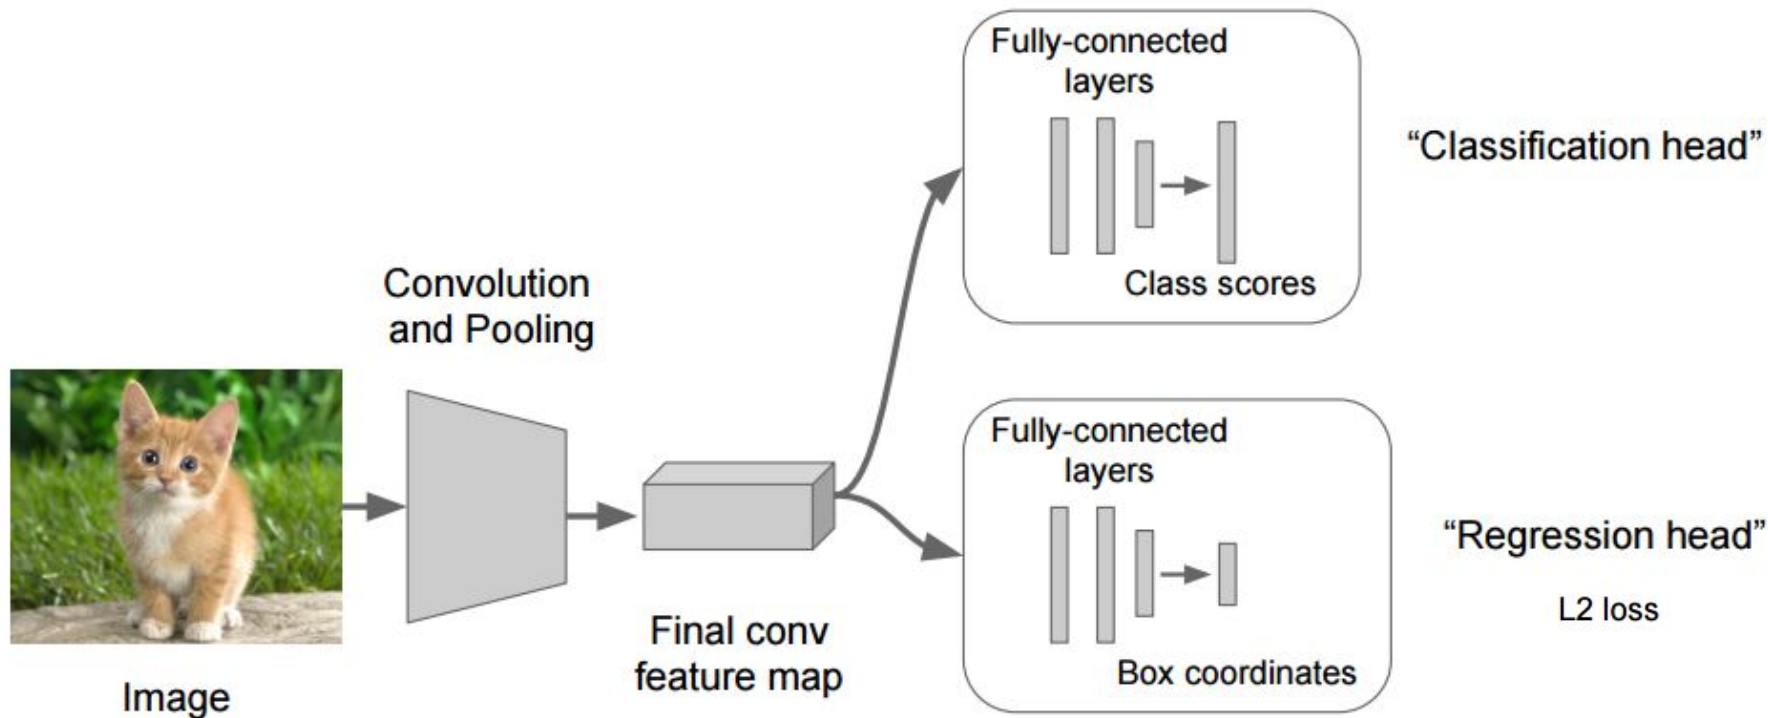 Fully-connected
layers
Class scores
“Classification head”
Convolution
and Pooling
Image
Final conv
feature map
Fully-connected
layers
Box coordinates
“Regression head”
L2 loss